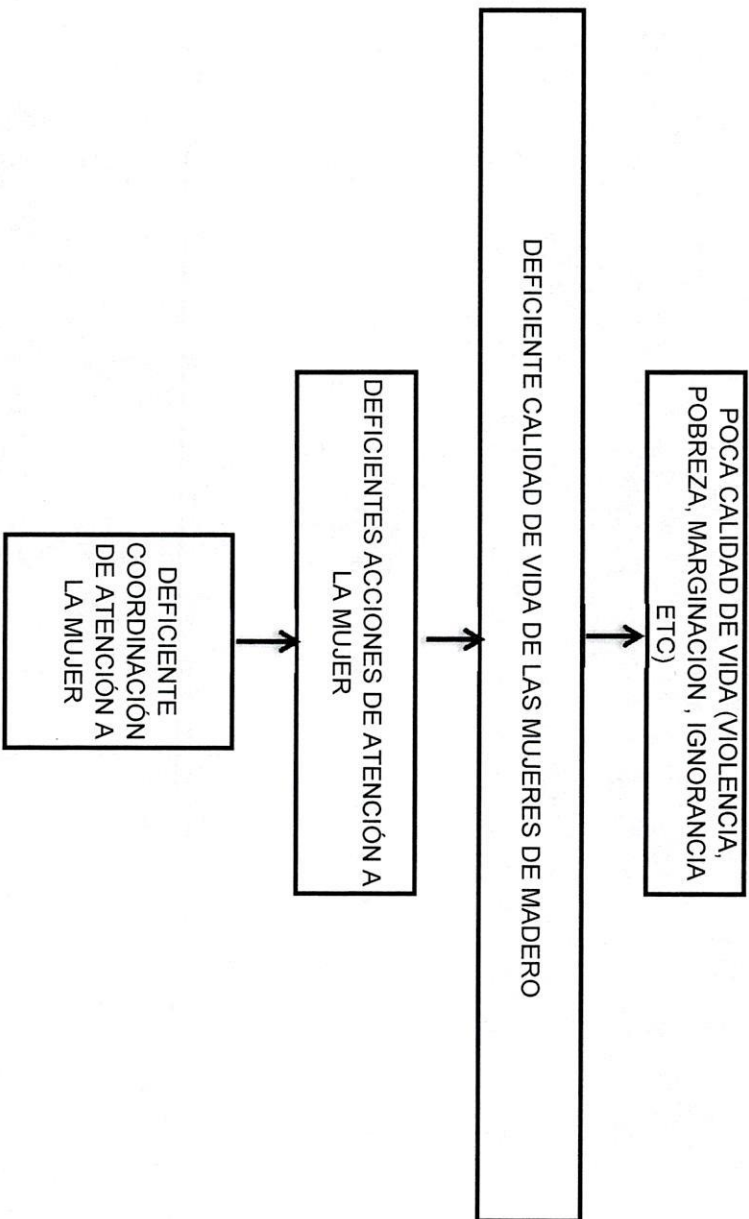 POCA CALIDAD DE VIDA (VIOLENCIA,
POBREZA, MARGINACION , IGNORANCIA
ETC)
DEFICIENTE CALIDAD DE VIDA DE LAS MUJERES DE MADERO
DEFICIENTES ACCIONES DE ATENCIÓN A
LA MUJER
DEFICIENTE
COORDINACIÓN
DE ATENCIÓN A
LA MUJER